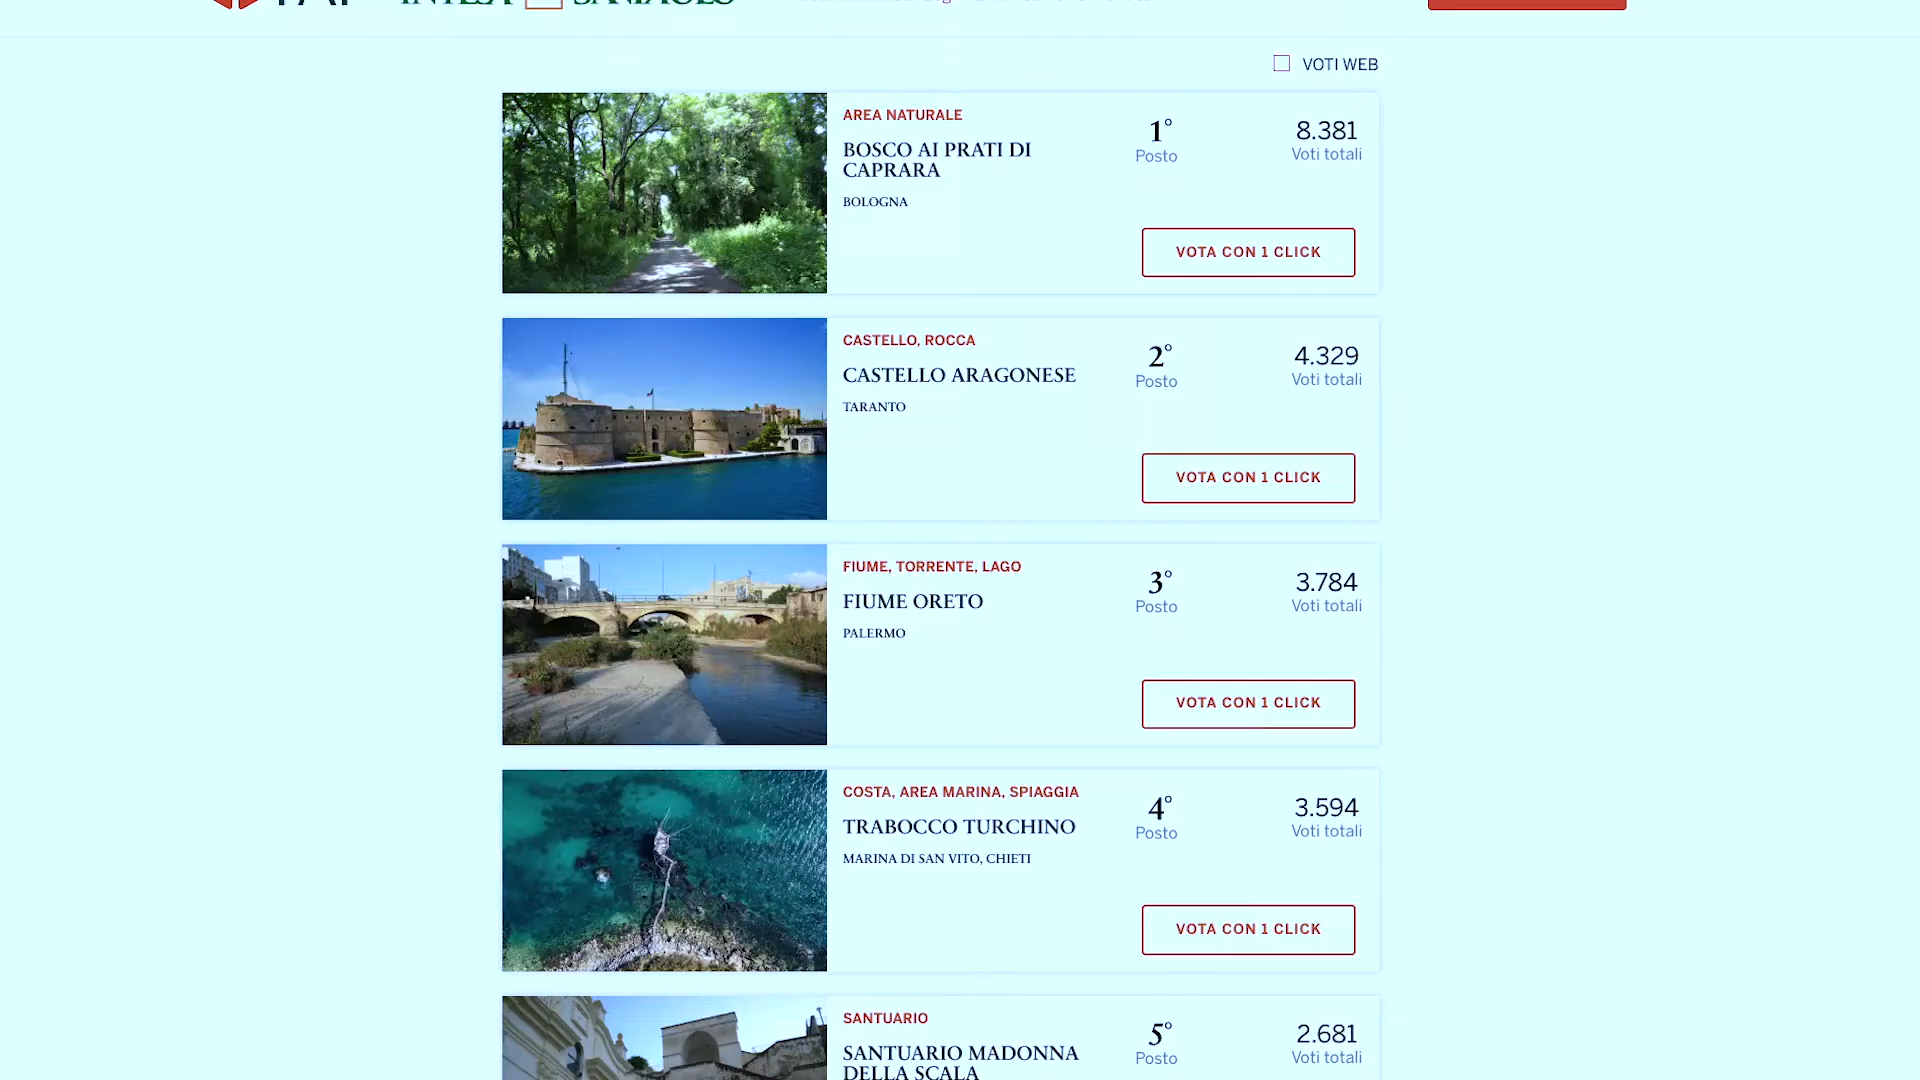 FAI INTESA SANPAOLO
VOTI WEB
AREA NATURALE
BOSCO AI PRATI DI
CAPRARA
BOLOGNA
1° 
Posto
8.381
Voti totali
VOTA CON 1 CLICK
CASTELLO, ROCCA
CASTELLO ARAGONESE
TARANTO
2°
Posto
4.329
Voti totali
VOTA CON 1 CLICK
FIUME, TORRENTE, LAGO
FIUME ORETO
PALERMO
3°
Posto
3.784
Voti totali
VOTA CON 1 CLICK
COSTA, AREA MARINA, SPIAGGIA
TRABOCCO TURCHINO
MARINA DI SAN VITO, CHIETI
4°
Posto
3.594
Voti totali
VOTA CON 1 CLICK
SANTUARIO
SANTUARIO MADONNA
DELLA SCALA
5°
Posto
2.681
Voti totali